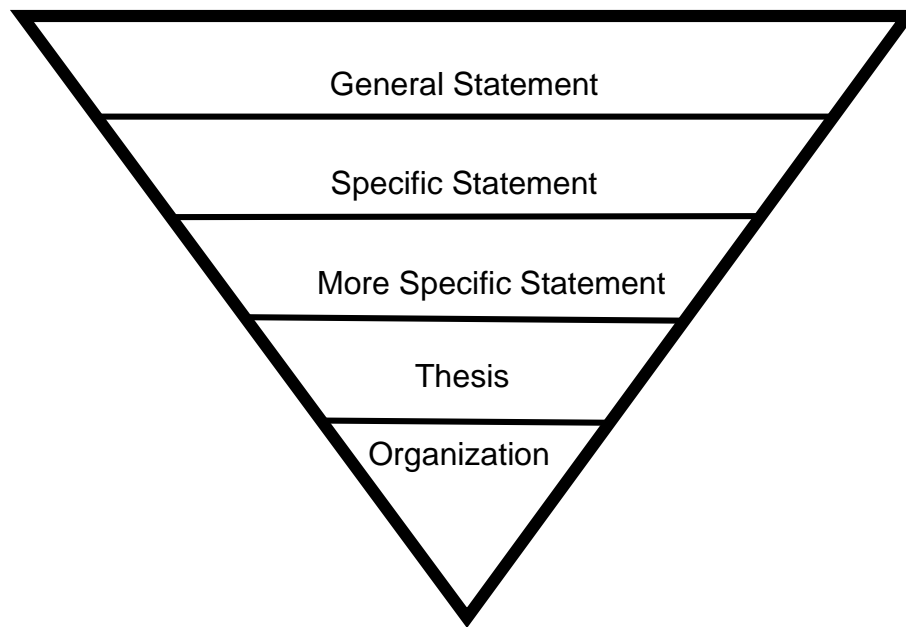 General Statement
Specific Statement
More Specific Statement
Thesis
Organization